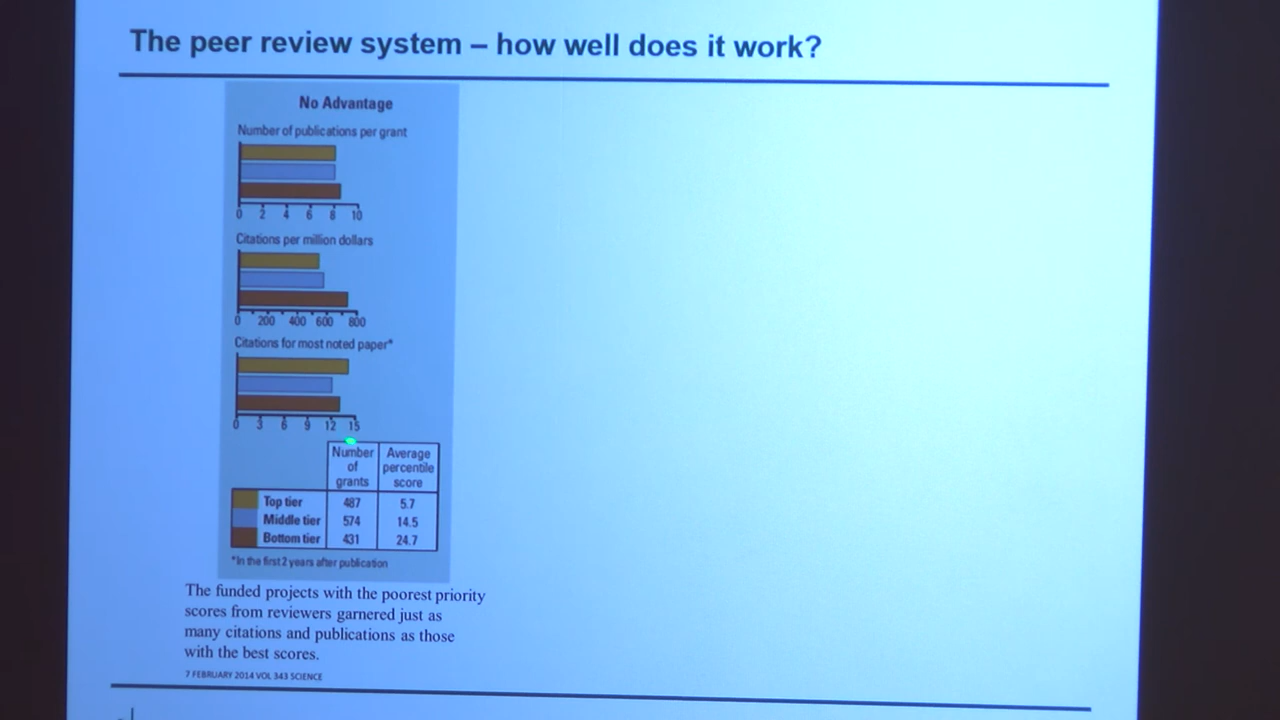 The peer review system – how well does it work?
No Advantage
Number of publications per grant
0 2 4 6 8 10
Citations per million dollars
0 200 400 600 800
Citations for most noted paper*
0 3 6 9 12 15
Number of grants
Average percentile score
Top tier 487 5.7
Middle tier 574 14.5
Bottom tier 431 24.7
*In the first 2 years after publication
The funded projects with the poorest priority
scores from reviewers garnered just as
many citations and publications as those
with the best scores.
7 FEBRUARY 2014 VOL 343 SCIENCE